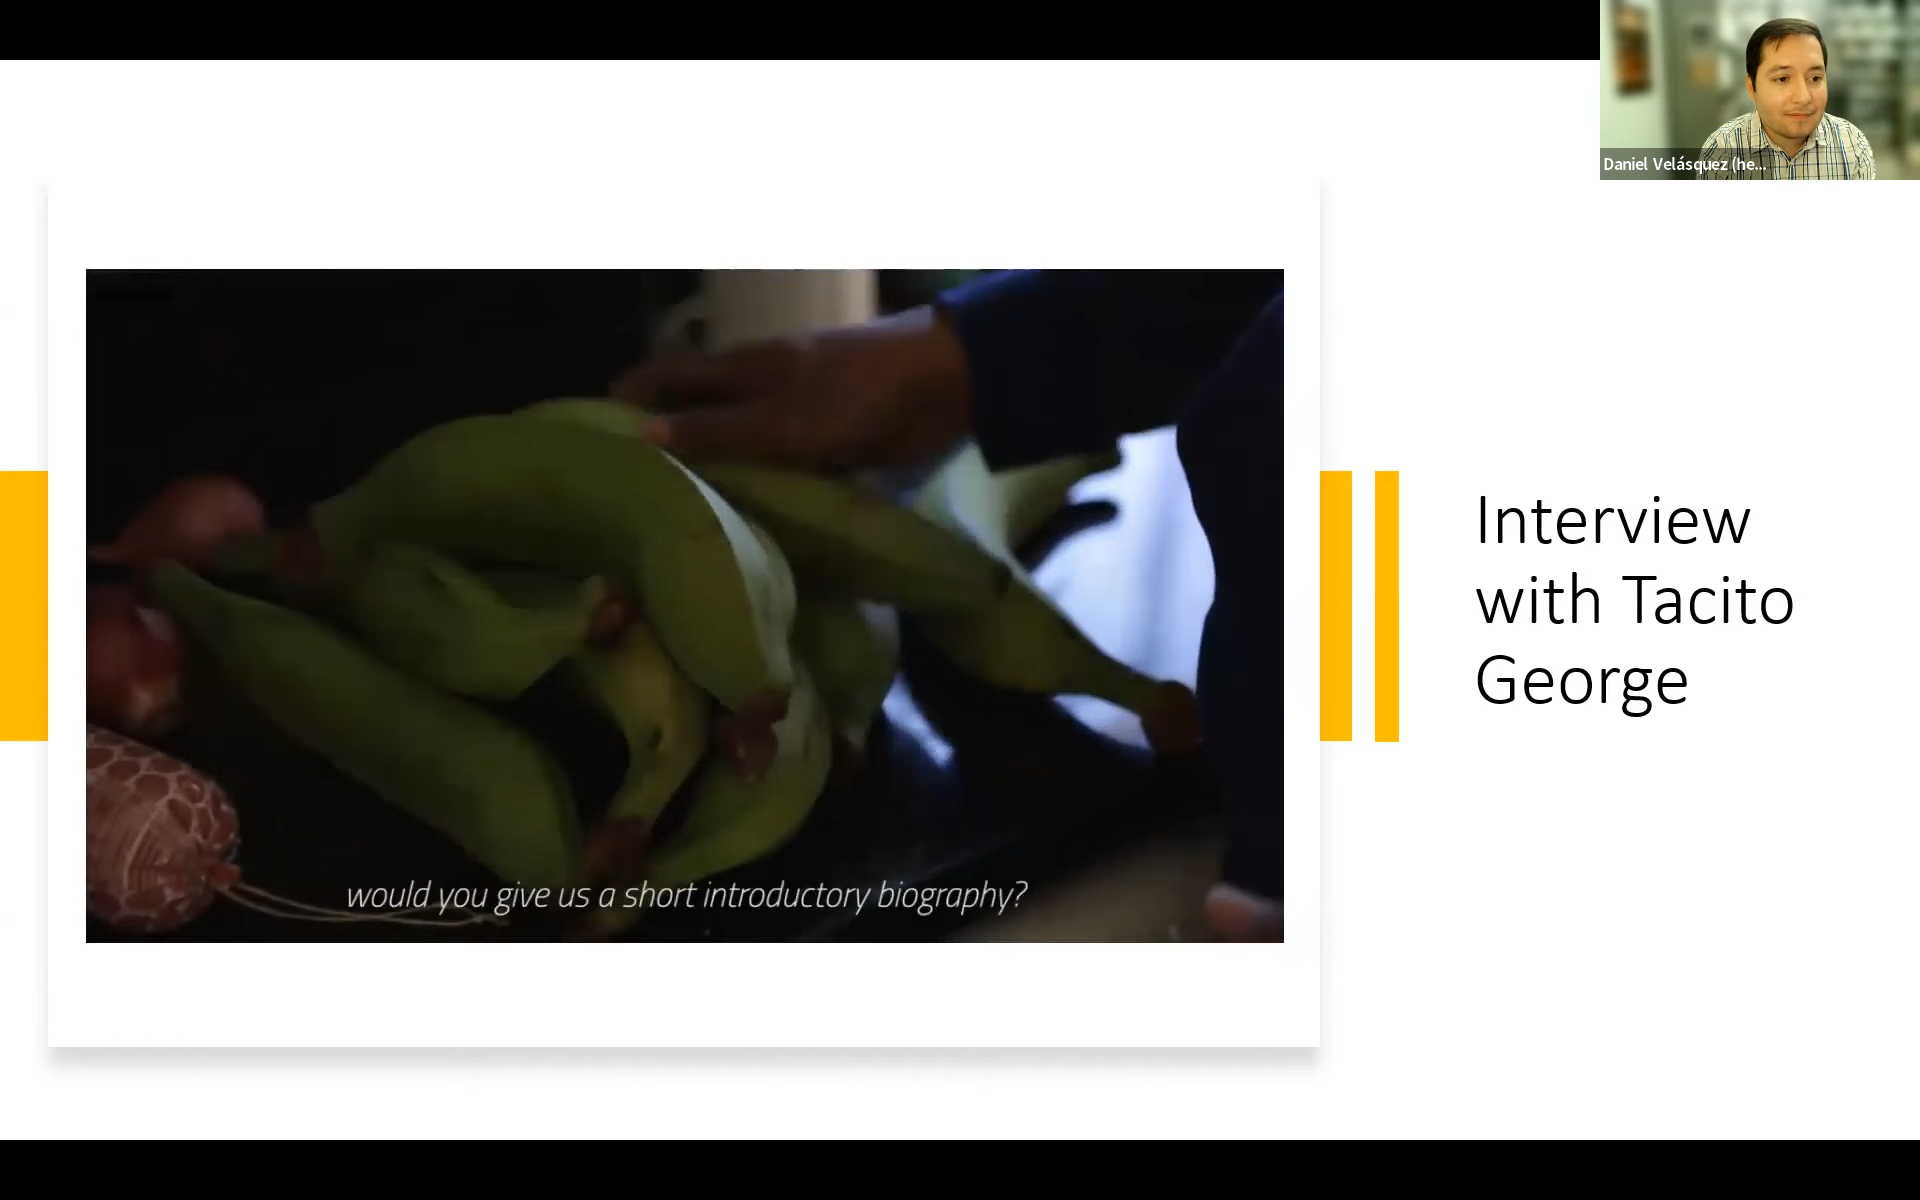 Daniel Velásquez (he...
Interview
with Tacito
George
would you give us a short introductory biography?